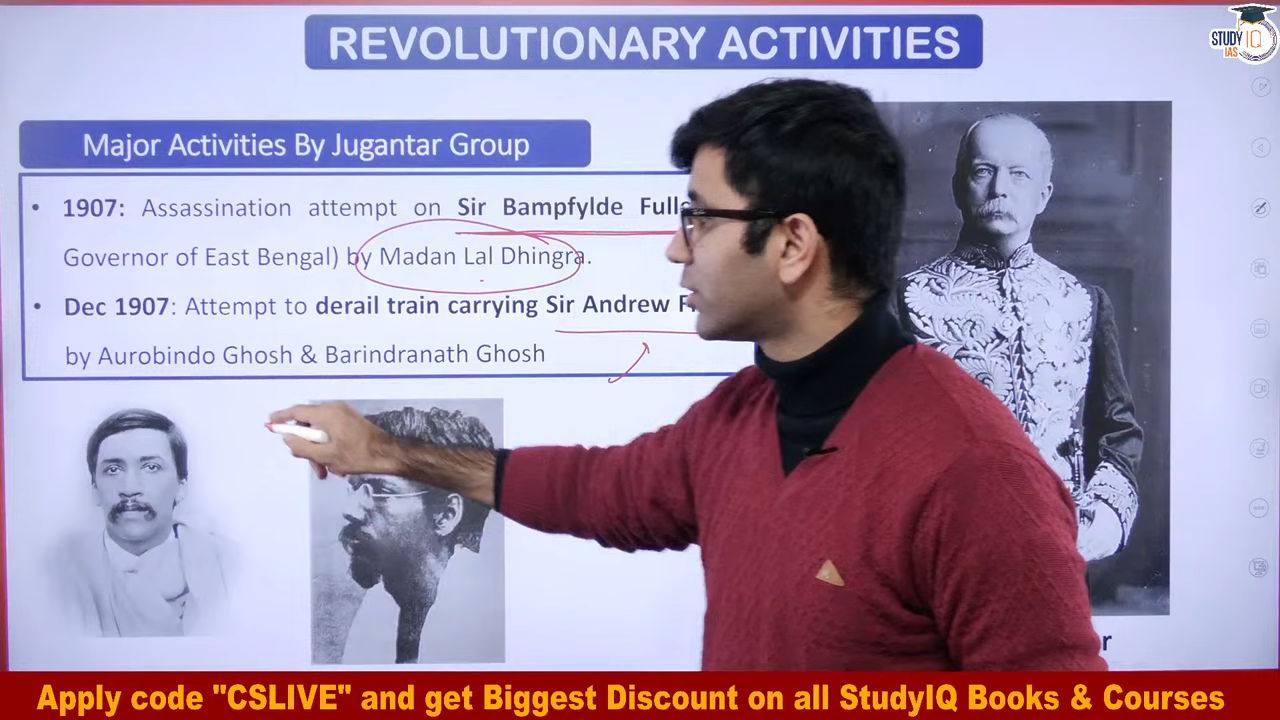 REVOLUTIONARY ACTIVITIES
STUDY IQ
IAS
Major Activities By Jugantar Group
• 1907: Assassination attempt on Sir Bampfylde
Governor of East Bengal) by Madan Lal Dhingra.
• Dec 1907: Attempt to derail train carrying Sir Andrew
by Aurobindo Ghosh & Barindranath Ghosh
Apply code "CSLIVE" and get Biggest Discount on all StudyIQ Books & Courses